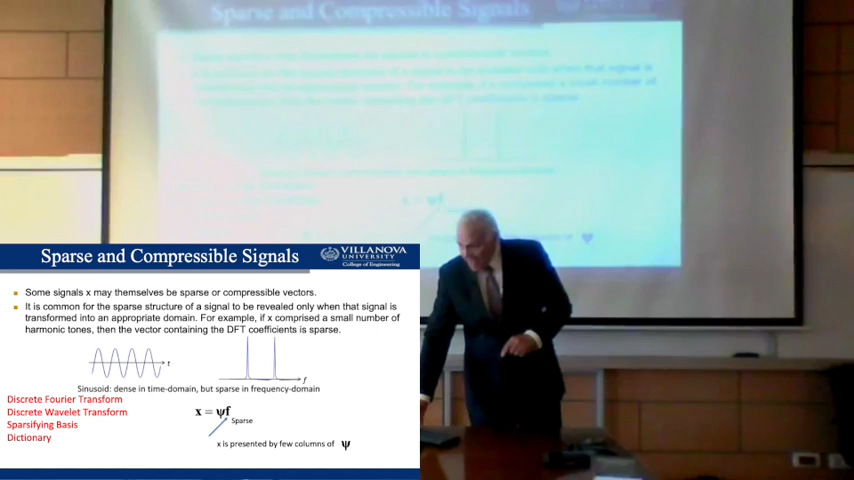 Sparse and Compressible Signals
Sparse and Compressible Signals
VILLANOVA
UNIVERSITY
College of Engineering
Some signals x may themselves be sparse or compressible vectors.
It is common for the sparse structure of a signal to be revealed only when that signal is
transformed into an appropriate domain. For example, if x comprised a small number of
harmonic tones, then the vector containing the DFT coefficients is sparse.
t
f
Sinusoid: dense in time-domain, but sparse in frequency-domain
Discrete Fourier Transform
Discrete Wavelet Transform
Sparsifying Basis
Dictionary
x = ψf
Sparse
x is presented by few columns of ψ